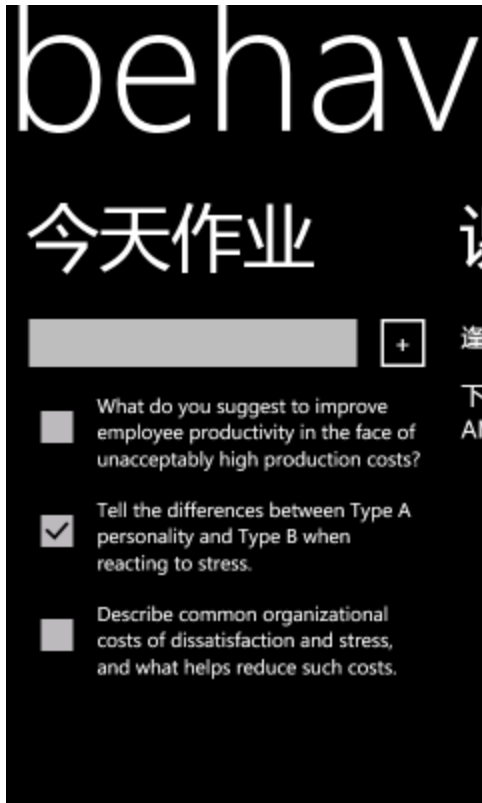 behav
今天作业
+
What do you suggest to improve
employee productivity in the face of
unacceptably high production costs?
Tell the differences between Type A
personality and Type B when
reacting to stress.
Describe common organizational
costs of dissatisfaction and stress,
and what helps reduce such costs.
下